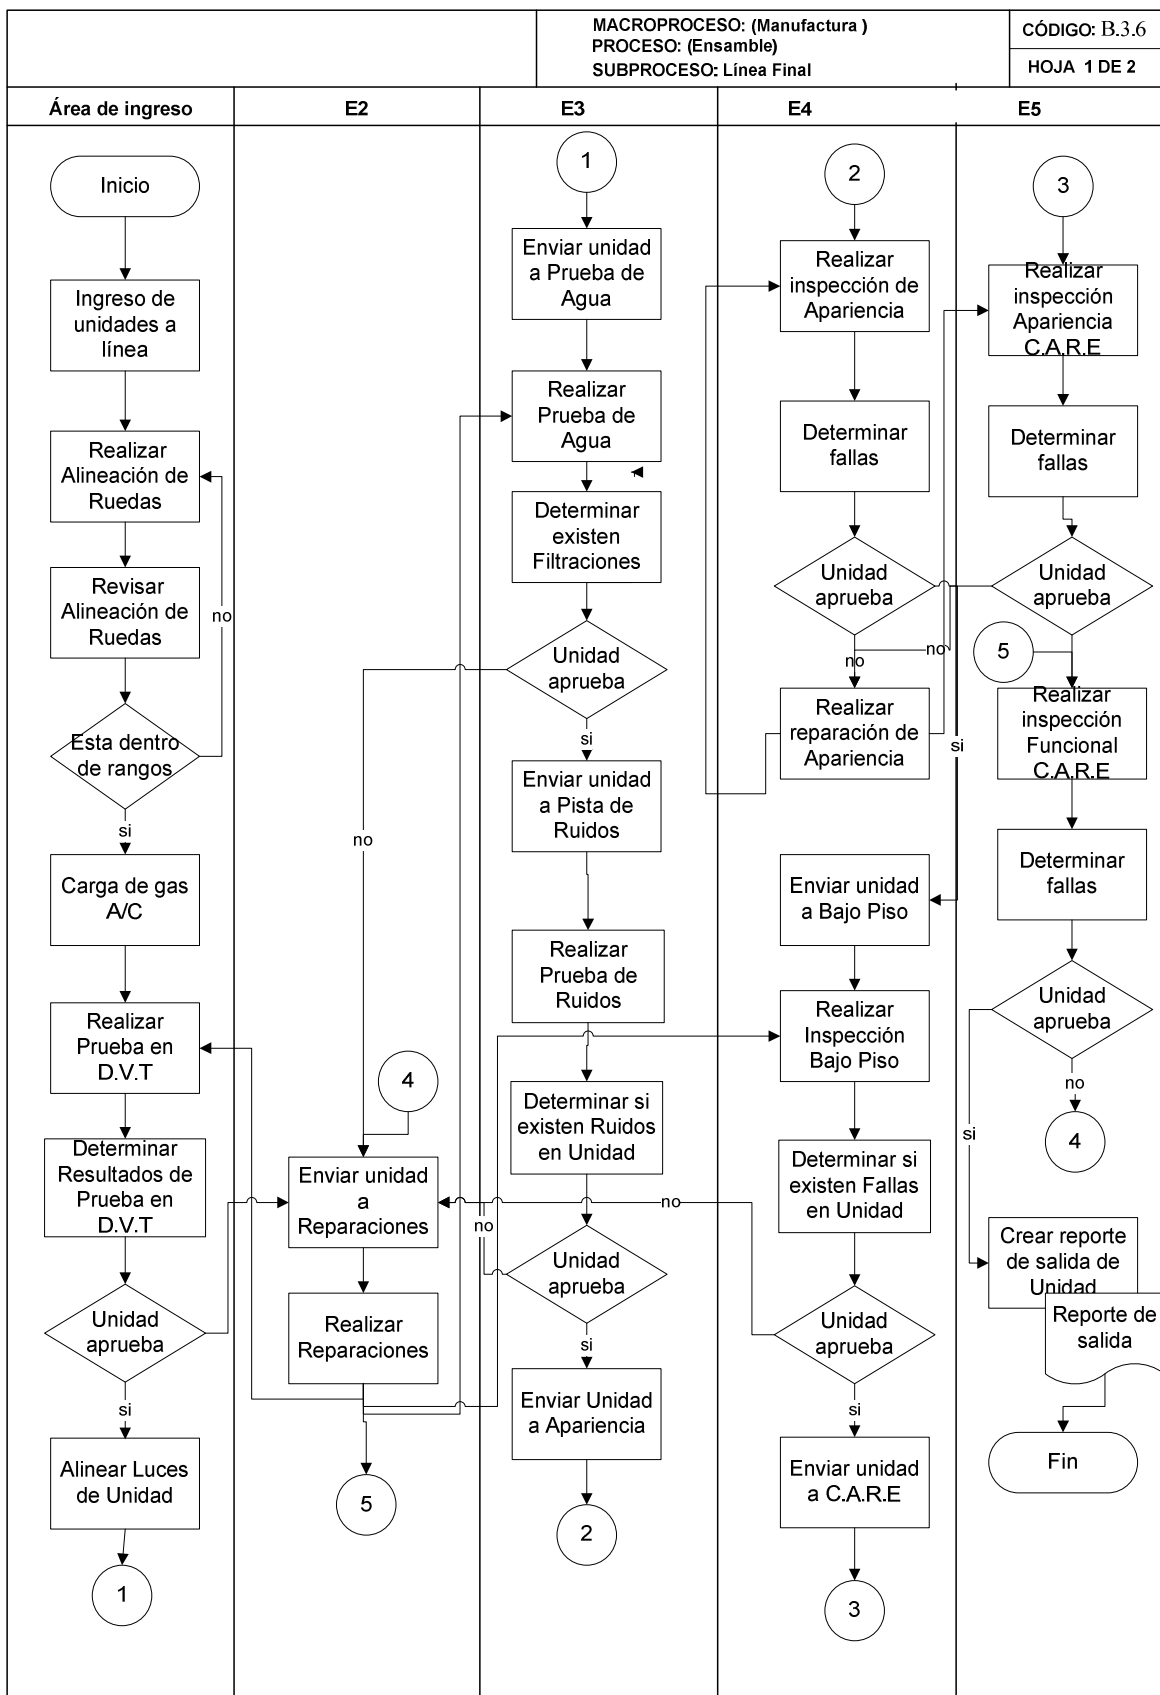 MACROPROCESO: (Manufactura )
PROCESO: (Ensamble)
SUBPROCESO: Línea Final
CÓDIGO: B.3.6
HOJA 1 DE 2
Área de ingreso
E2
E3
E4
E5
Inicio
Ingreso de
unidades a
línea
Realizar
Alineación de
Ruedas
Revisar
Alineación de
Ruedas
no
Esta dentro
de rangos
si
Carga de gas
A/C
Realizar
Prueba en
D.V.T
Determinar
Resultados de
Prueba en
D.V.T
Unidad
aprueba
si
Alinear Luces
de Unidad
1
no
4
Enviar unidad
a
Reparaciones
Realizar
Reparaciones
5
1
Enviar unidad
a Prueba de
Agua
Realizar
Prueba de
Agua
Determinar
existen
Filtraciones
Unidad
aprueba
si
Enviar unidad
a Pista de
Ruidos
Realizar
Prueba de
Ruidos
Determinar si
existen Ruidos
en Unidad
no
Unidad
aprueba
si
Enviar Unidad
a Apariencia
2
2
Realizar
inspección de
Apariencia
Determinar
fallas
Unidad
aprueba
no
no
Realizar
reparación de
Apariencia
si
Enviar unidad
a Bajo Piso
Realizar
Inspección
Bajo Piso
Determinar si
existen Fallas
en Unidad
no
Unidad
aprueba
si
Enviar unidad
a C.A.R.E
3
3
Realizar
inspección
Apariencia
C.A.R.E
Determinar
fallas
Unidad
aprueba
5
Realizar
inspección
Funcional
C.A.R.E
Determinar
fallas
Unidad
aprueba
no
4
si
Crear reporte
de salida de
Unidad
Reporte de
salida
Fin